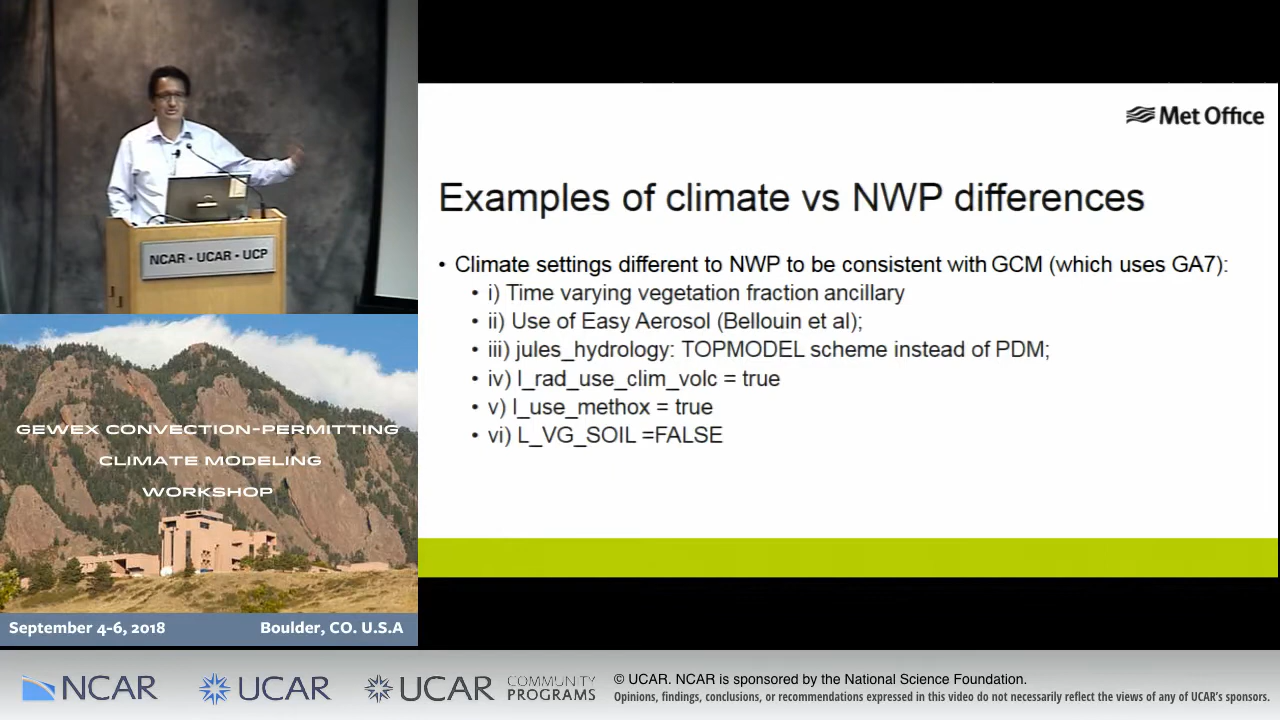 NCAR • UCAR • UCP
GEWEX CONVECTION-PERMITTING
CLIMATE MODELING
WORKSHOP
September 4-6, 2018
Boulder, CO. U.S.A
Met Office
Examples of climate vs NWP differences
• Climate settings different to NWP to be consistent with GCM (which uses GA7):
• i) Time varying vegetation fraction ancillary
• ii) Use of Easy Aerosol (Bellouin et al);
• iii) jules_hydrology: TOPMODEL scheme instead of PDM;
• iv) l_rad_use_clim_volc = true
• v) l_use_methox = true
• vi) L_VG_SOIL =FALSE
NCAR
UCAR
UCAR
COMMUNITY
PROGRAMS
© UCAR. NCAR is sponsored by the National Science Foundation.
Opinions, findings, conclusions, or recommendations expressed in this video do not necessarily reflect the views of any of UCAR's sponsors.